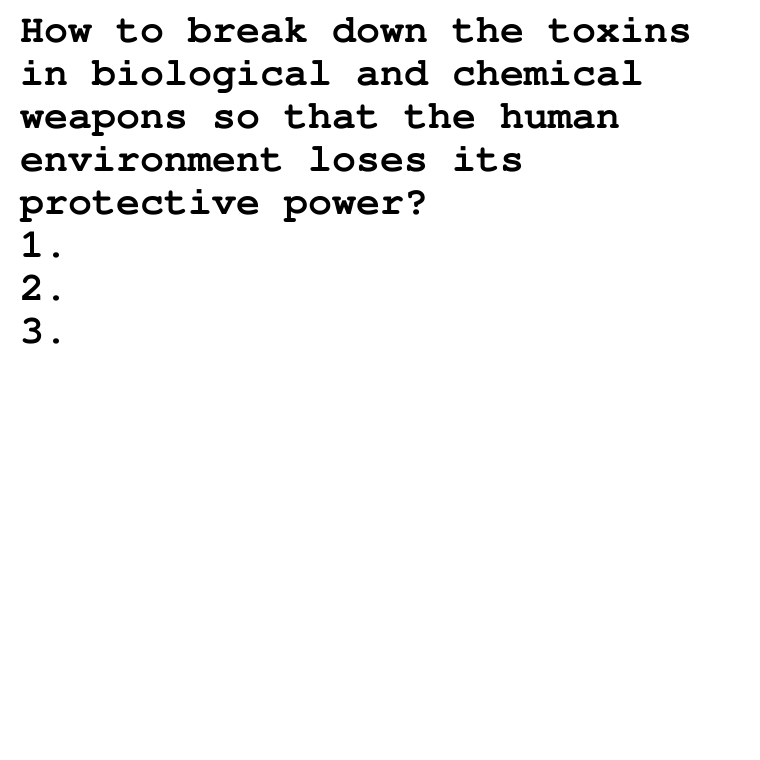 How to break down the toxins
in biological and chemical
weapons so that the human
environment loses its
protective power?
1.
2.
3.